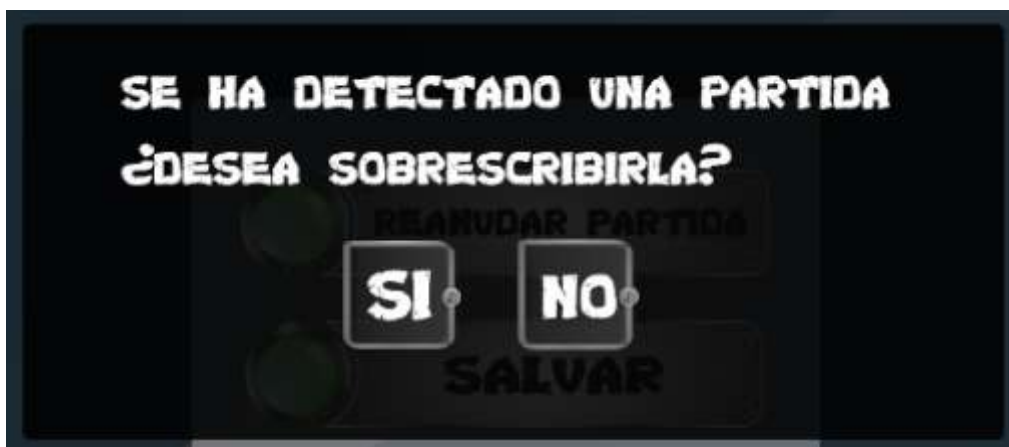 SE HA DETECTADO UNA PARTIDA
¿DESEA SOBRESCRIBIRLA?
REANUDAR PARTIDA
SI NO
SALVAR